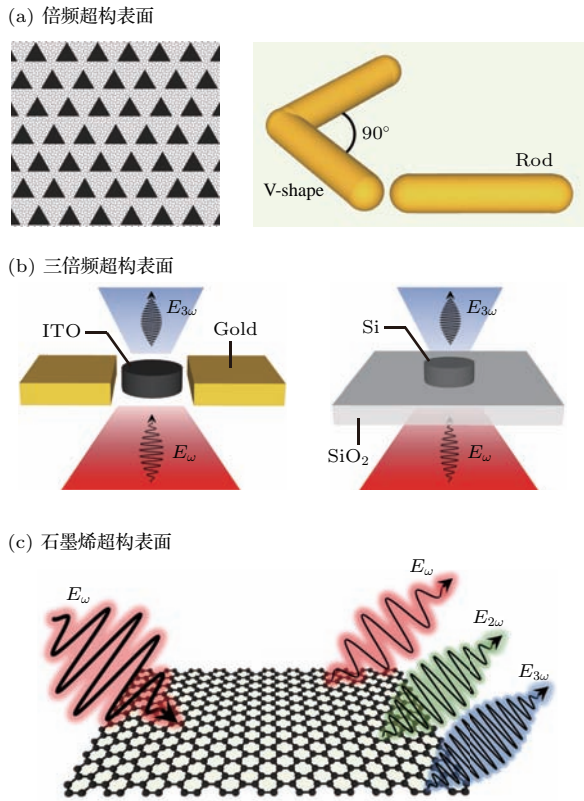 (a) 倍频超构表面
90°
Rod
V-shape
(b) 三倍频超构表面
E3ω
E3ω
ITO
Gold
Si
Eω
Eω
SiO2
(c) 石墨烯超构表面
Eω
Eω
E2ω
E3ω